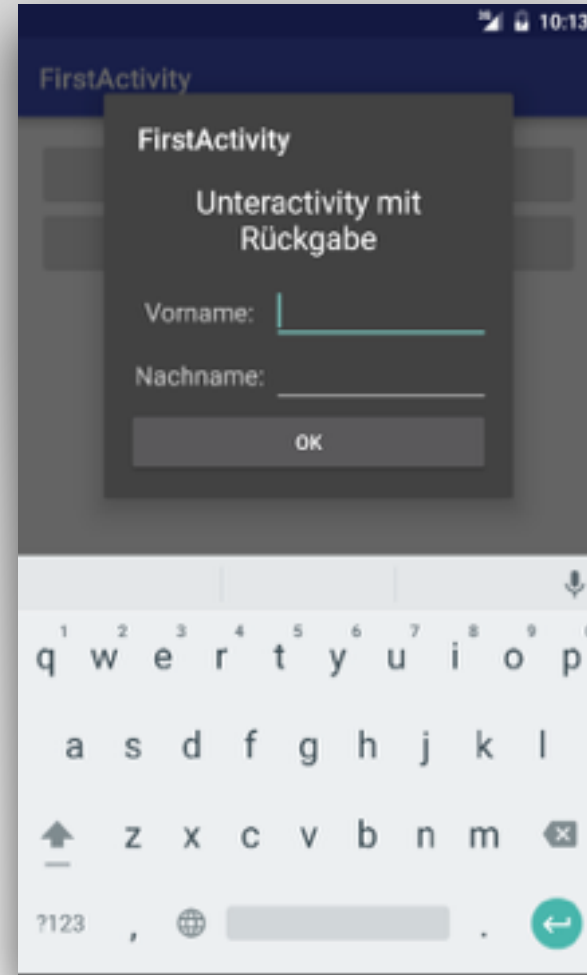 10:13
FirstActivity
FirstActivity
Unteractivity mit
Rückgabe
Vorname:
Nachname:
OK
1 2 3 4 5 6 7 8 9
q w e r t y u i o p
a s d f g h j k l
z x c v b n m
?123 , .